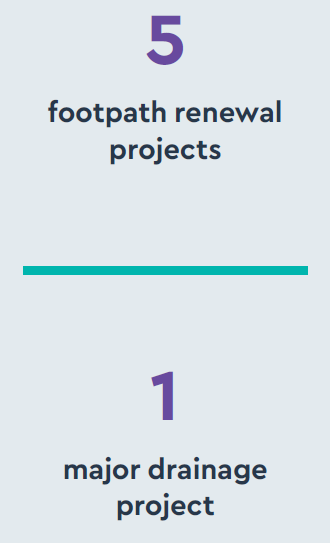 5
footpath renewal
projects
1
major drainage
project